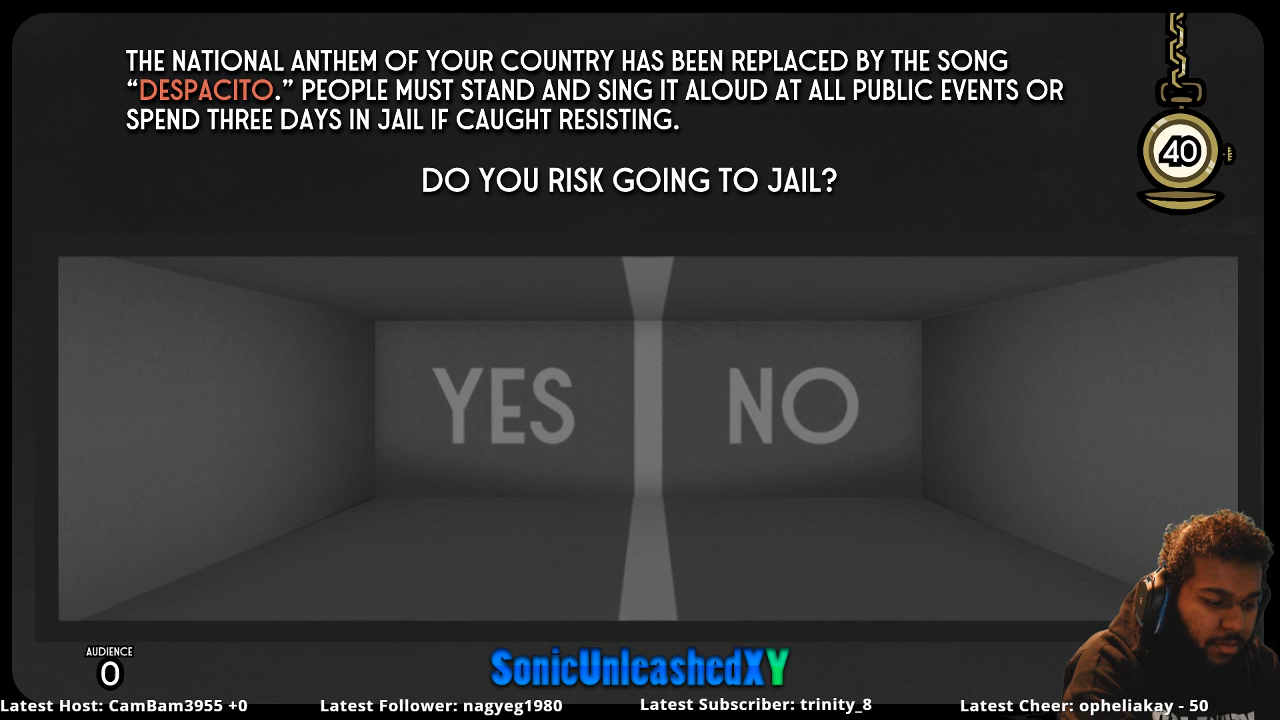 THE NATIONAL ANTHEM OF YOUR COUNTRY HAS BEEN REPLACED BY THE SONG
“DESPACITO.” PEOPLE MUST STAND AND SING IT ALOUD AT ALL PUBLIC EVENTS OR
SPEND THREE DAYS IN JAIL IF CAUGHT RESISTING.
40
DO YOU RISK GOING TO JAIL?
YES NO
AUDIENCE
0
SonicUnleashedXY
Latest Host: CamBam3955 +0 Latest Follower: nagyeg1980 Latest Subscriber: trinity_8 Latest Cheer: opheliakay - 50